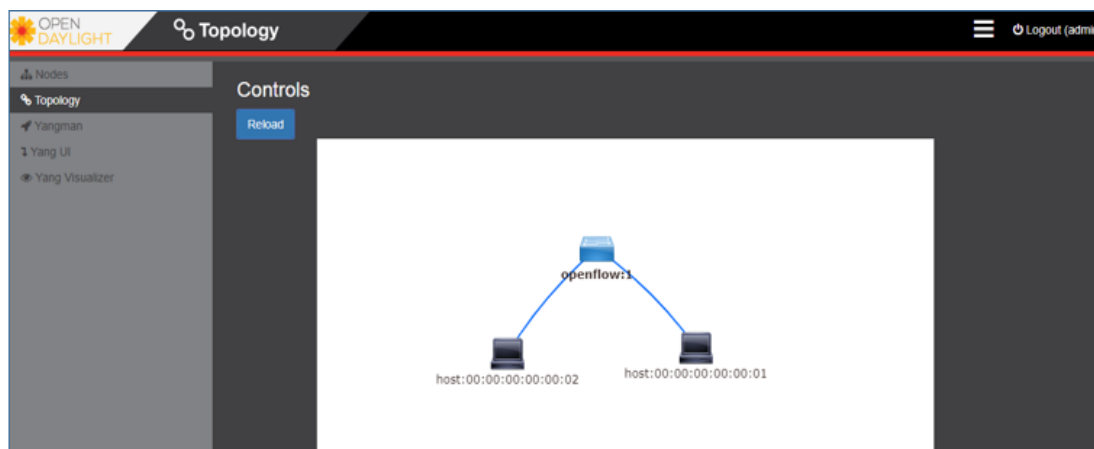 OPEN
DAYLIGHT
Topology
Logout (admin
Nodes
Topology
Yangman
Yang UI
Yang Visualizer
Controls
Reload
openflow:1
host:00:00:00:00:00:02
host:00:00:00:00:00:01